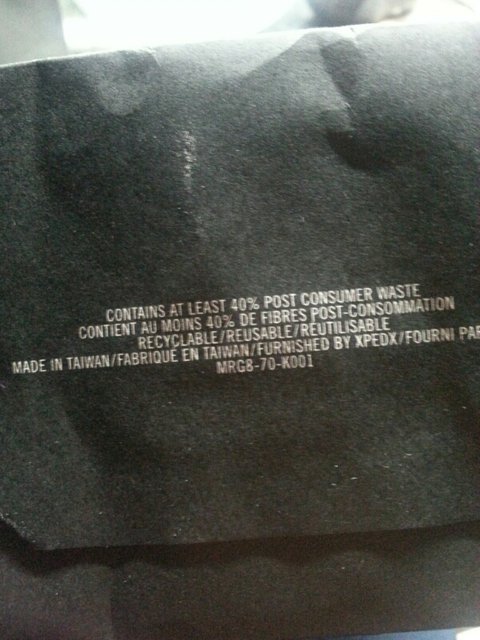 CONTAINS AT LEAST 40% POST CONSUMER WASTE
CONTIENT AU MOINS 40% DE FIBRES POST-CONSOMMATION
RECYCLABLE/REUSABLE/REUTILISABLE
MADE IN TAIWAN/FABRIQUE EN TAIWAN/FURNISHED BY XPEDX/FOURNI PAR
MRG8-70-K001